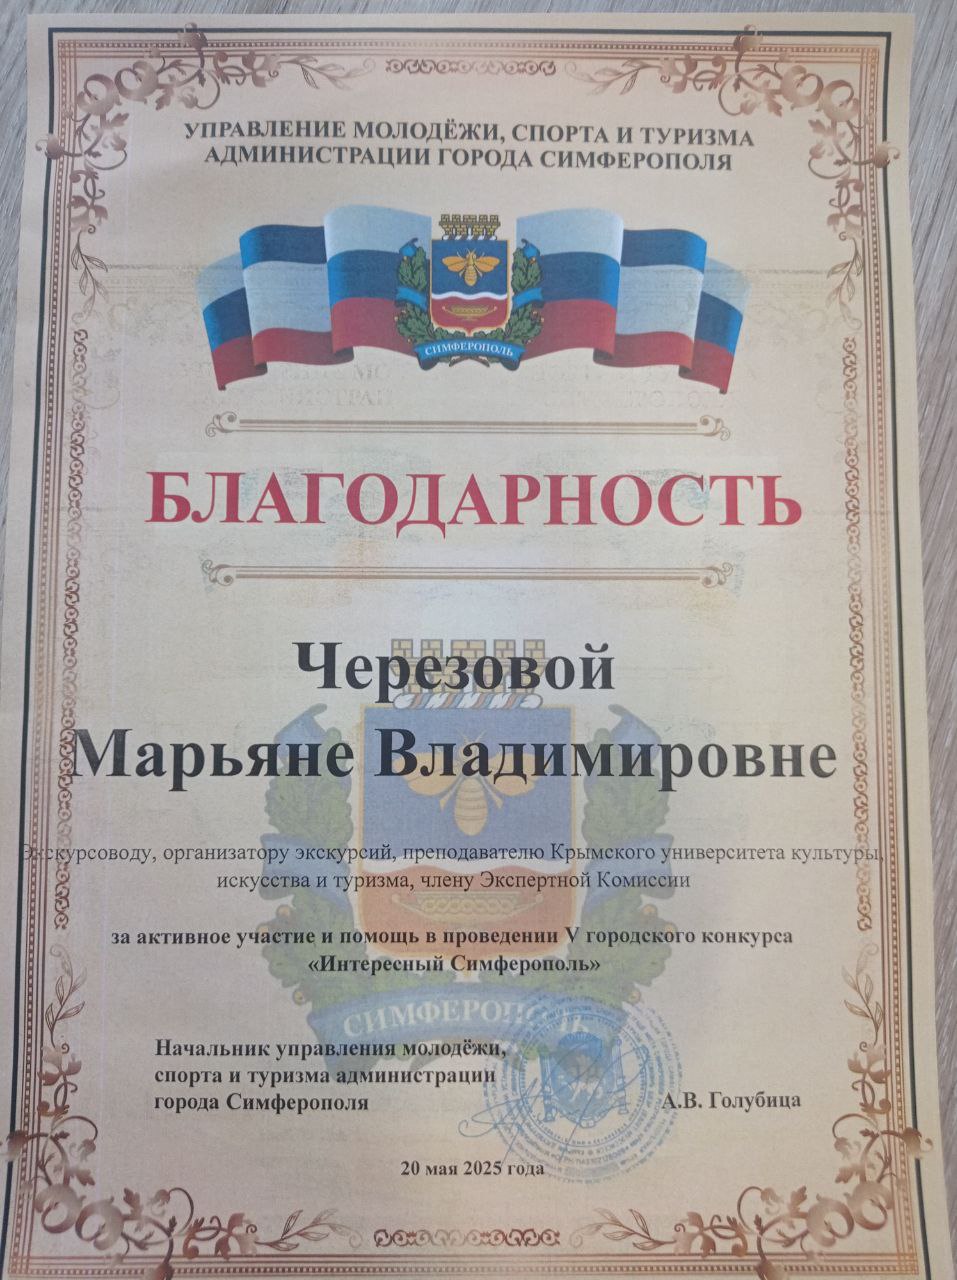 УПРАВЛЕНИЕ МОЛОДЁЖИ, СПОРТА И ТУРИЗМА
АДМИНИСТРАЦИИ ГОРОДА СИМФЕРОПОЛЯ
СИМФЕРОПОЛЬ
БЛАГОДАРНОСТЬ
Черезовой
Марьяне Владимировне
Экскурсоводу, организатору экскурсий, преподавателю Крымского университета культуры,
искусства и туризма, члену Экспертной Комиссии
за активное участие и помощь в проведении V городского конкурса
«Интересный Симферополь»
СИМФЕРОПОЛЬ
Начальник управления молодёжи,
спорта и туризма администрации
города Симферополя
А.В. Голубица
20 мая 2025 года